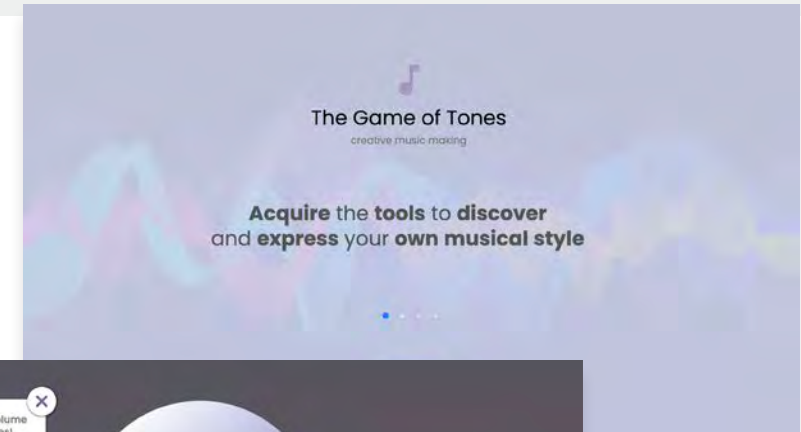 The Game of Tones
creative music making
Acquire the tools to discover
and express your own musical style